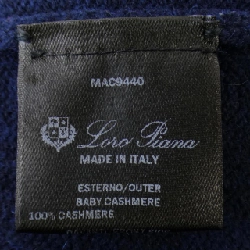 MAC9440
Loro Piana
MADE IN ITALY
ESTERNO/OUTER
BABY CASHMERE
100% CASHMERE